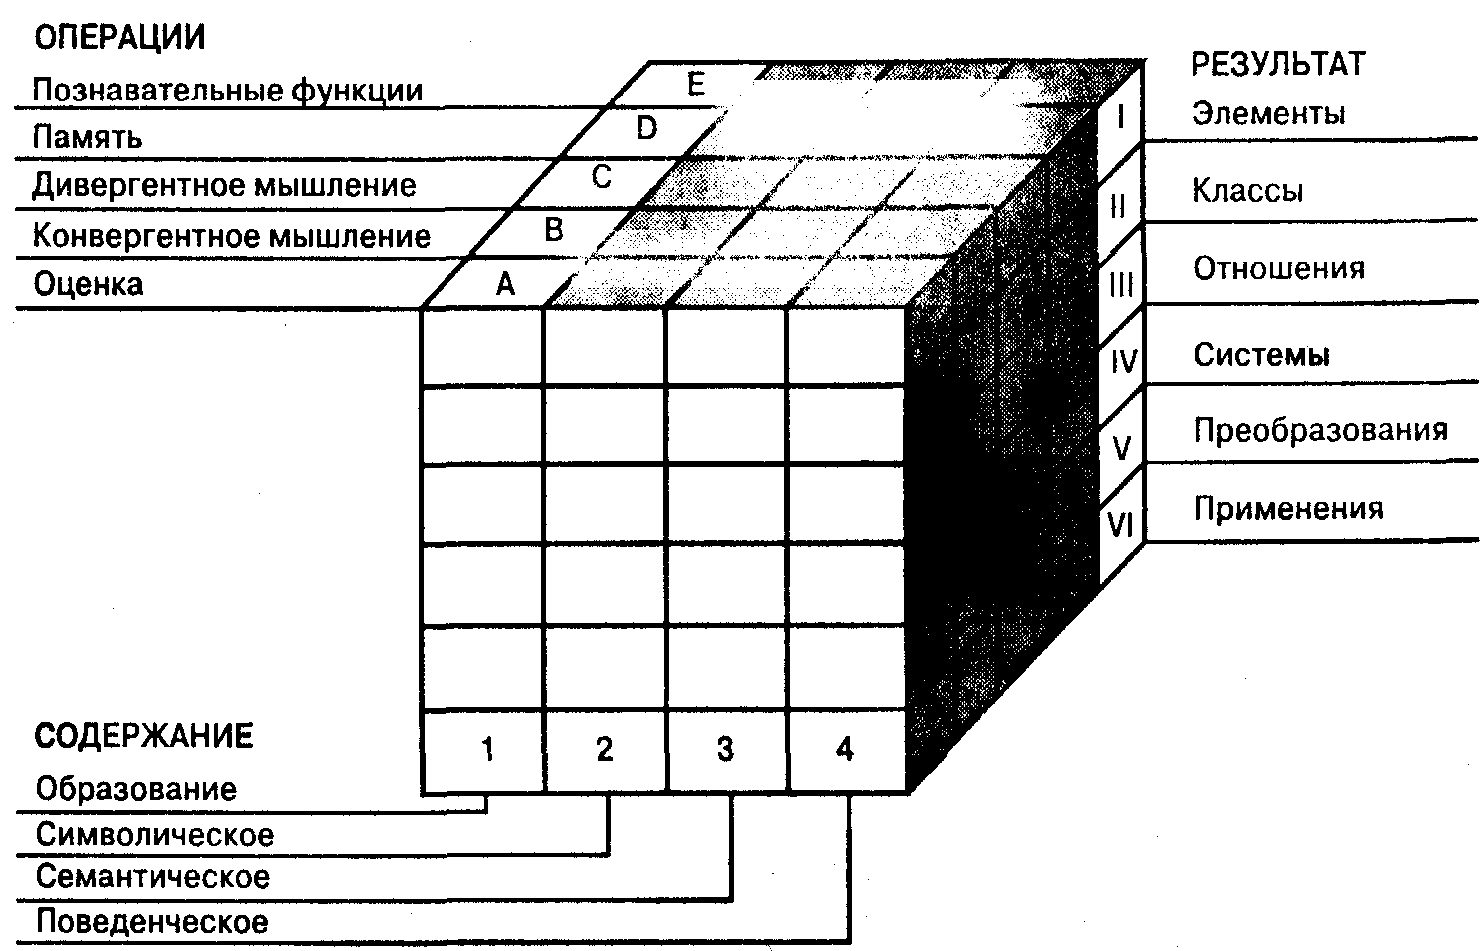 ОПЕРАЦИИ
Познавательные функции
Память
Дивергентное мышление
Конвергентное мышление
Оценка
E
D
C
B
A
РЕЗУЛЬТАТ
I Элементы
II Классы
III Отношения
IV Системы
V Преобразования
VI Применения
1 2 3 4
СОДЕРЖАНИЕ
Образование
Символическое
Семантическое
Поведенческое